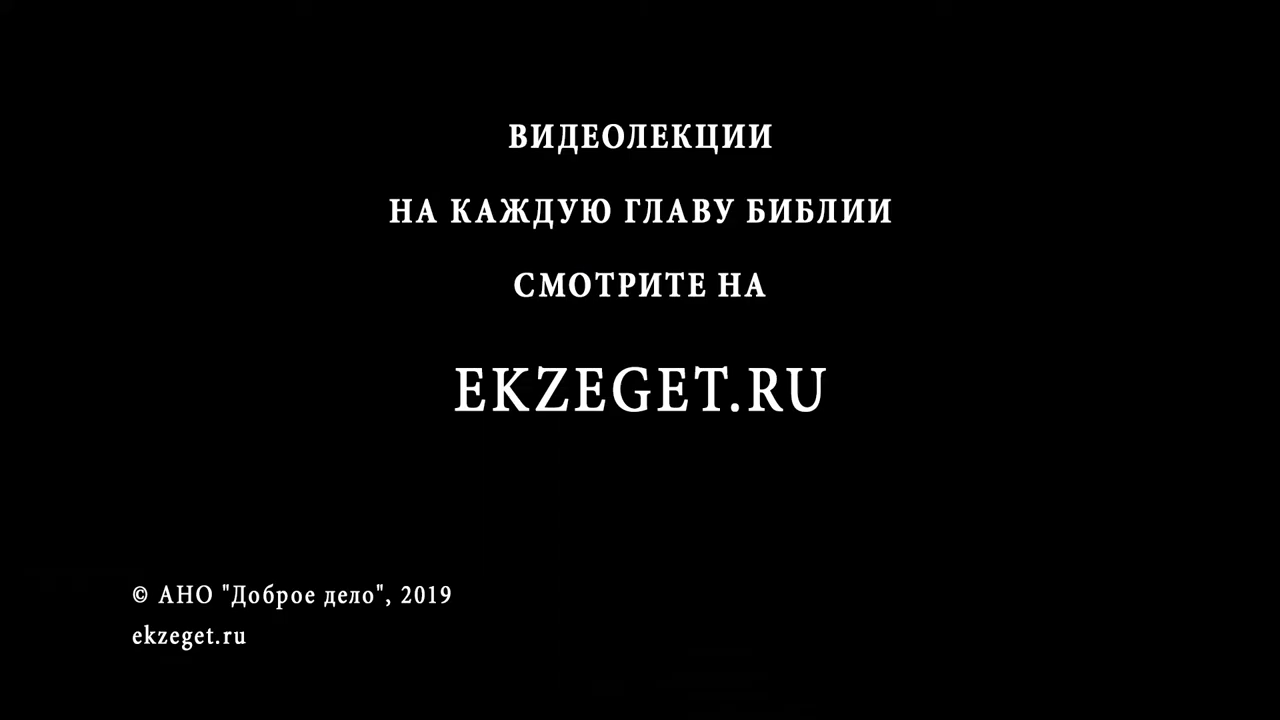 ВИДЕОЛЕКЦИИ
НА КАЖДУЮ ГЛАВУ БИБЛИИ
СМОТРИТЕ НА
EKZEGET.RU
© АНО "Доброе дело", 2019
ekzeget.ru